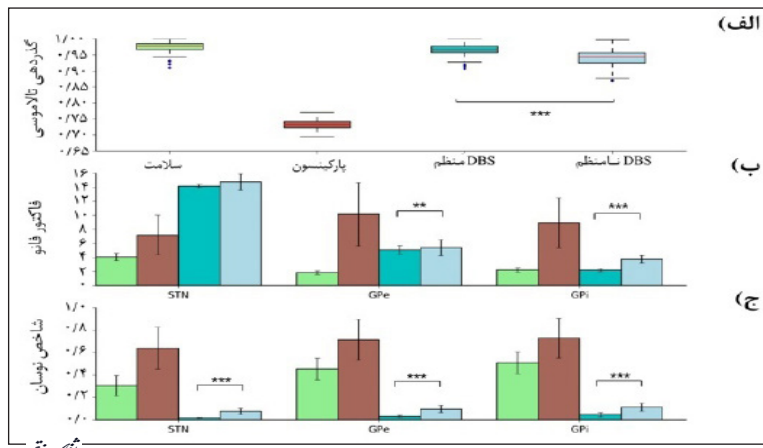 الف)
گذردهی تالاموسی
۱/۰۰
۰/۹۵
۰/۹۰
۰/۸۵
۰/۸۰
۰/۷۵
۰/۷۰
۰/۶۵
***
سلامت پارکینسون DBS منظم DBS نامنظم
ب)
فاکتور فانو
۱۶
۱۴
۱۲
۱۰
۸
۶
۴
۲
۰
** ***
STN GPe GPi
ج)
شاخص نوسان
۱/۰
۰/۸
۰/۶
۰/۴
۰/۲
۰/۰
*** *** ***
STN GPe GPi